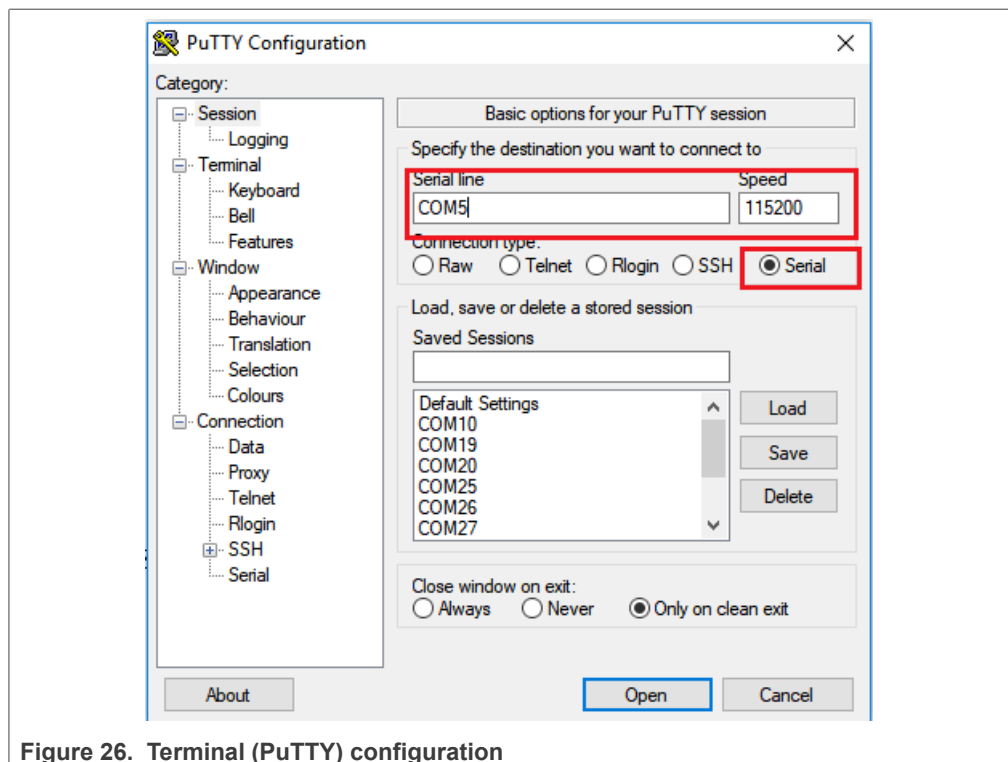 PuTTY Configuration
Category:
Session
Logging
Terminal
Keyboard
Bell
Features
Window
Appearance
Behaviour
Translation
Selection
Colours
Connection
Data
Proxy
Telnet
Rlogin
SSH
Serial
Basic options for your PuTTY session
Specify the destination you want to connect to
Serial line Speed
COM5 115200
Connection type:
Raw Telnet Rlogin SSH Serial
Load, save or delete a stored session
Saved Sessions
Default Settings
COM10
COM19
COM20
COM25
COM26
COM27
Load
Save
Delete
Close window on exit:
Always Never Only on clean exit
About Open Cancel
Figure 26. Terminal (PuTTY) configuration